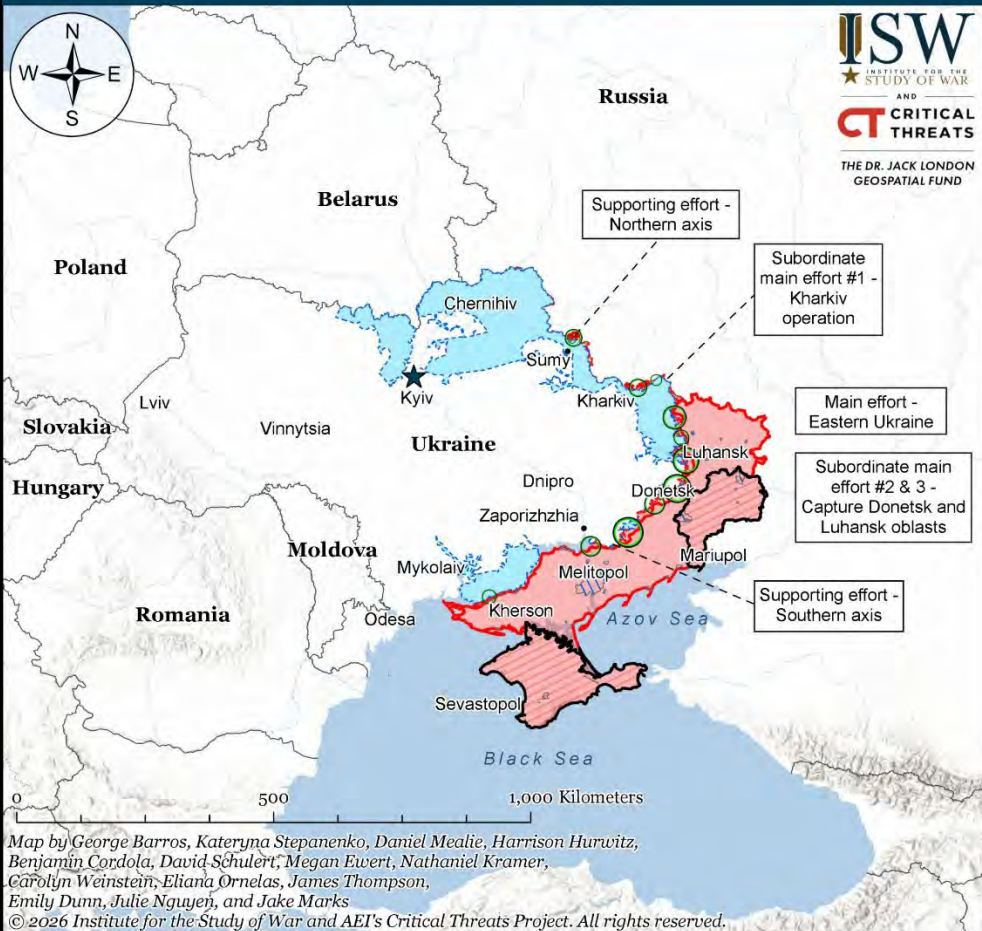 N
W
E
S
ISW
INSTITUTE FOR THE
STUDY OF WAR
AND
CT CRITICAL
THREATS
THE DR. JACK LONDON
GEOSPATIAL FUND
Russia
Belarus
Poland
Supporting effort -
Northern axis
Subordinate
main effort #1 -
Kharkiv
operation
Chernihiv
Sumy
Kyiv
Kharkiv
Lviv
Slovakia
Vinnytsia
Ukraine
Main effort -
Eastern Ukraine
Luhansk
Hungary
Dnipro
Donetsk
Subordinate main
effort #2 & 3 -
Capture Donetsk and
Luhansk oblasts
Zaporizhzhia
Moldova
Mariupol
Mykolaiv
Melitopol
Supporting effort -
Southern axis
Romania
Odesa
Kherson
Azov Sea
Sevastopol
Black Sea
0
500
1,000 Kilometers
Map by George Barros, Kateryna Stepanenko, Daniel Mealie, Harrison Hurwitz,
Benjamin Cordola, David Schulert, Megan Ewert, Nathaniel Kramer,
Carolyn Weinstein, Eliana Ornelas, James Thompson,
Emily Dunn, Julie Nguyen, and Jake Marks
© 2026 Institute for the Study of War and AEI's Critical Threats Project. All rights reserved.